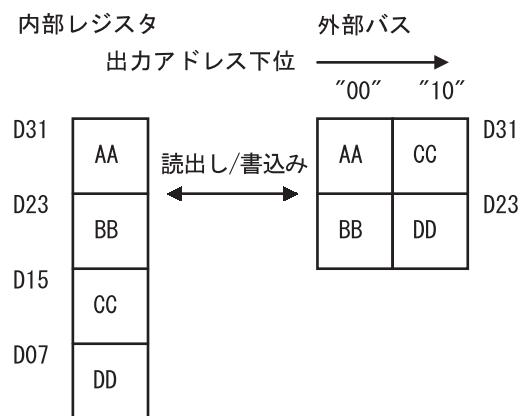 内部レジスタ 外部バス
出力アドレス下位
"00" "10"
D31 D31
AA 読出し/書込み AA CC
D23 D23
BB BB DD
D15
CC
D07
DD